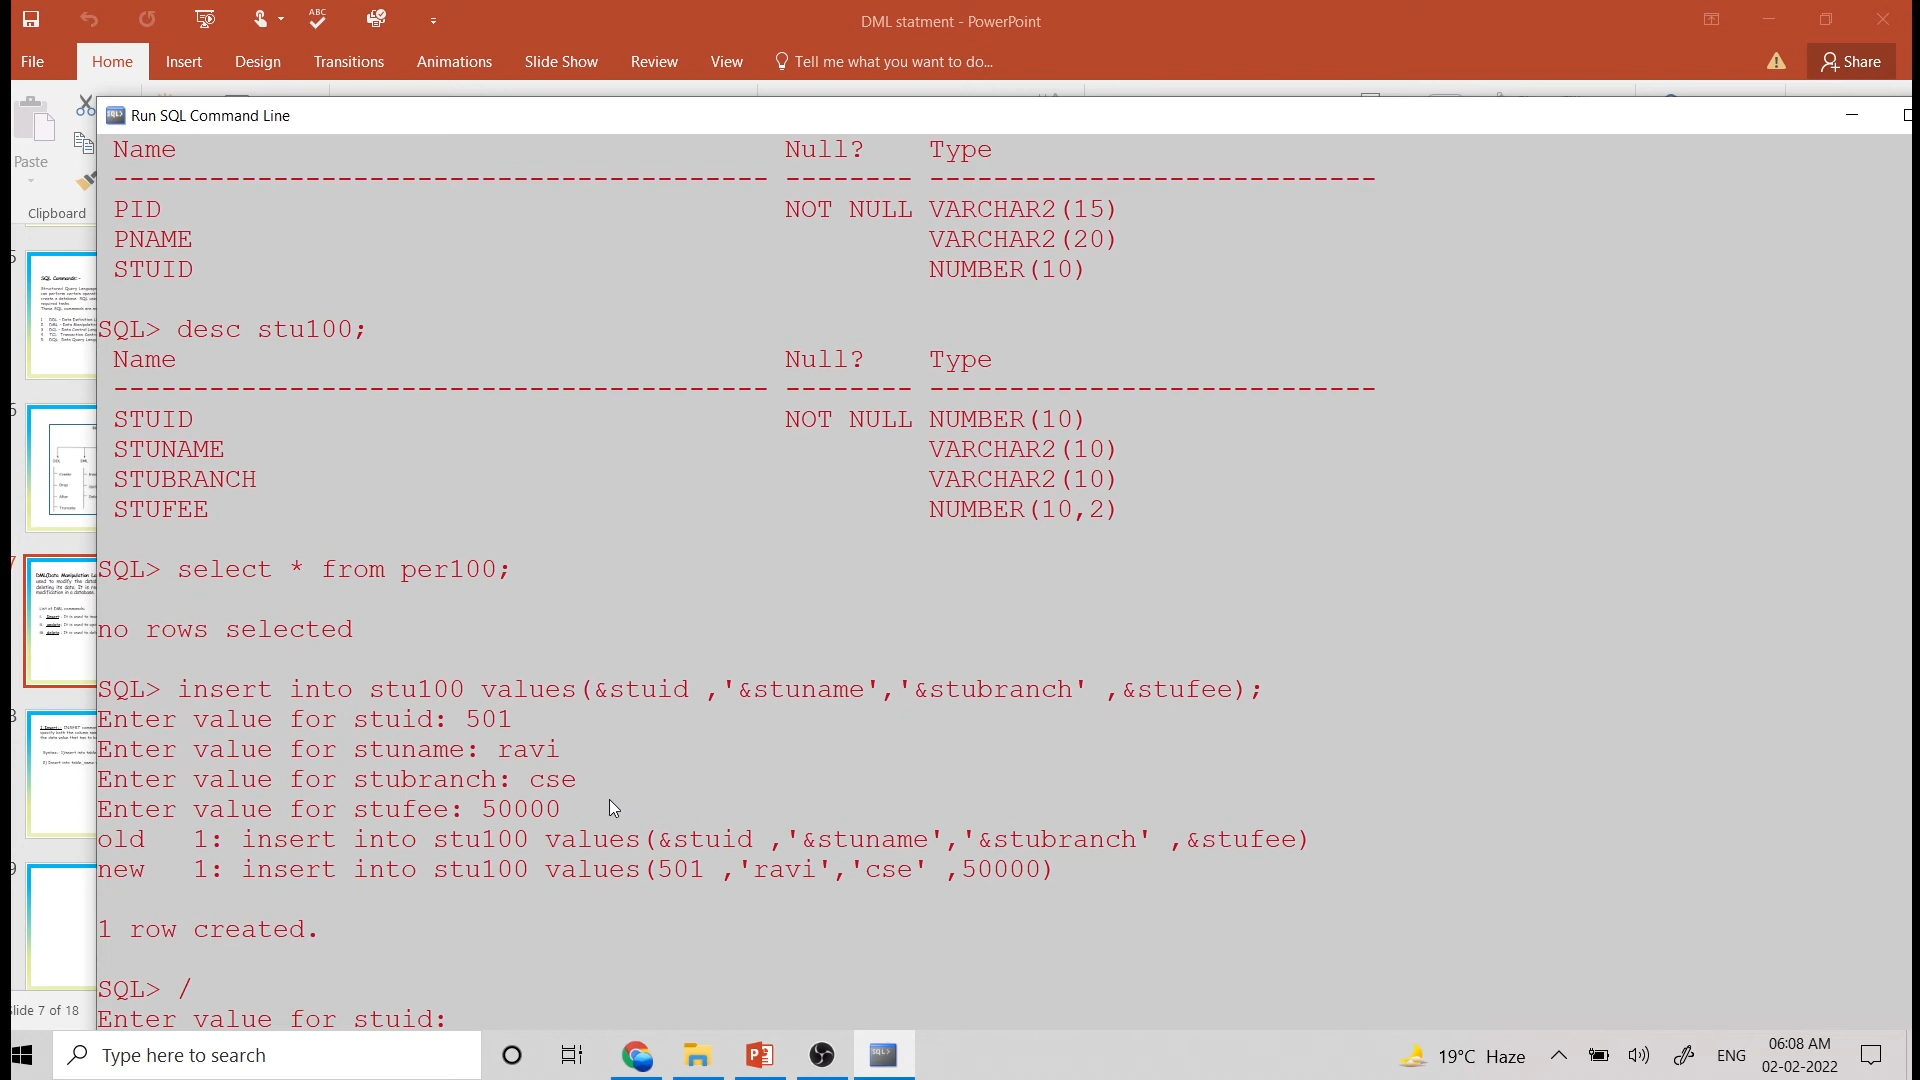 DML statment - PowerPoint
File Home Insert Design Transitions Animations Slide Show Review View Tell me what you want to do... Share
Run SQL Command Line
Paste
Clipboard
Name Null? Type
----------------------------------------- -------- ----------------------------
PID NOT NULL VARCHAR2(15)
PNAME VARCHAR2(20)
STUID NUMBER(10)
SQL> desc stu100;
Name Null? Type
----------------------------------------- -------- ----------------------------
STUID NOT NULL NUMBER(10)
STUNAME VARCHAR2(10)
STUBRANCH VARCHAR2(10)
STUFEE NUMBER(10,2)
SQL> select * from per100;
no rows selected
SQL> insert into stu100 values(&stuid ,'&stuname','&stubranch' ,&stufee);
Enter value for stuid: 501
Enter value for stuname: ravi
Enter value for stubranch: cse
Enter value for stufee: 50000
old 1: insert into stu100 values(&stuid ,'&stuname','&stubranch' ,&stufee)
new 1: insert into stu100 values(501 ,'ravi','cse' ,50000)
1 row created.
SQL> /
Enter value for stuid:
lide 7 of 18
Type here to search
19°C Haze
ENG
06:08 AM
02-02-2022